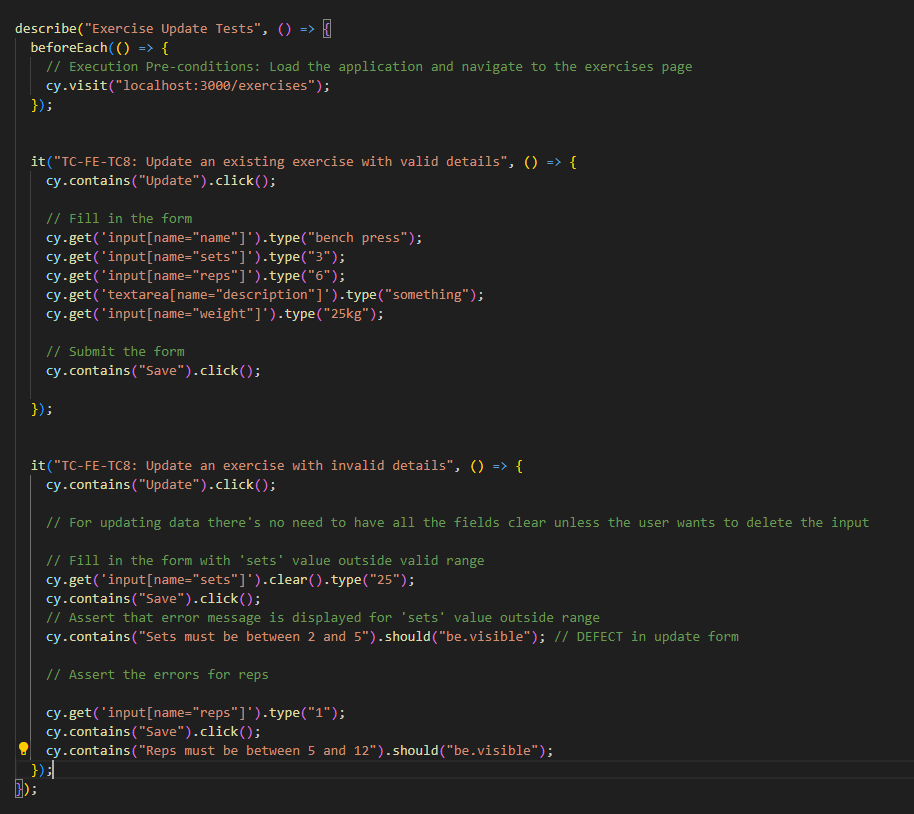 describe("Exercise Update Tests", () => {
beforeEach(() => {
// Execution Pre-conditions: Load the application and navigate to the exercises page
cy.visit("localhost:3000/exercises");
});
it("TC-FE-TC8: Update an existing exercise with valid details", () => {
cy.contains("Update").click();
// Fill in the form
cy.get('input[name="name"]').type("bench press");
cy.get('input[name="sets"]').type("3");
cy.get('input[name="reps"]').type("6");
cy.get('textarea[name="description"]').type("something");
cy.get('input[name="weight"]').type("25kg");
// Submit the form
cy.contains("Save").click();
});
it("TC-FE-TC8: Update an exercise with invalid details", () => {
cy.contains("Update").click();
// For updating data there's no need to have all the fields clear unless the user wants to delete the input
// Fill in the form with 'sets' value outside valid range
cy.get('input[name="sets"]').clear().type("25");
cy.contains("Save").click();
// Assert that error message is displayed for 'sets' value outside range
cy.contains("Sets must be between 2 and 5").should("be.visible"); // DEFECT in update form
// Assert the errors for reps
cy.get('input[name="reps"]').type("1");
cy.contains("Save").click();
cy.contains("Reps must be between 5 and 12").should("be.visible");
});
});